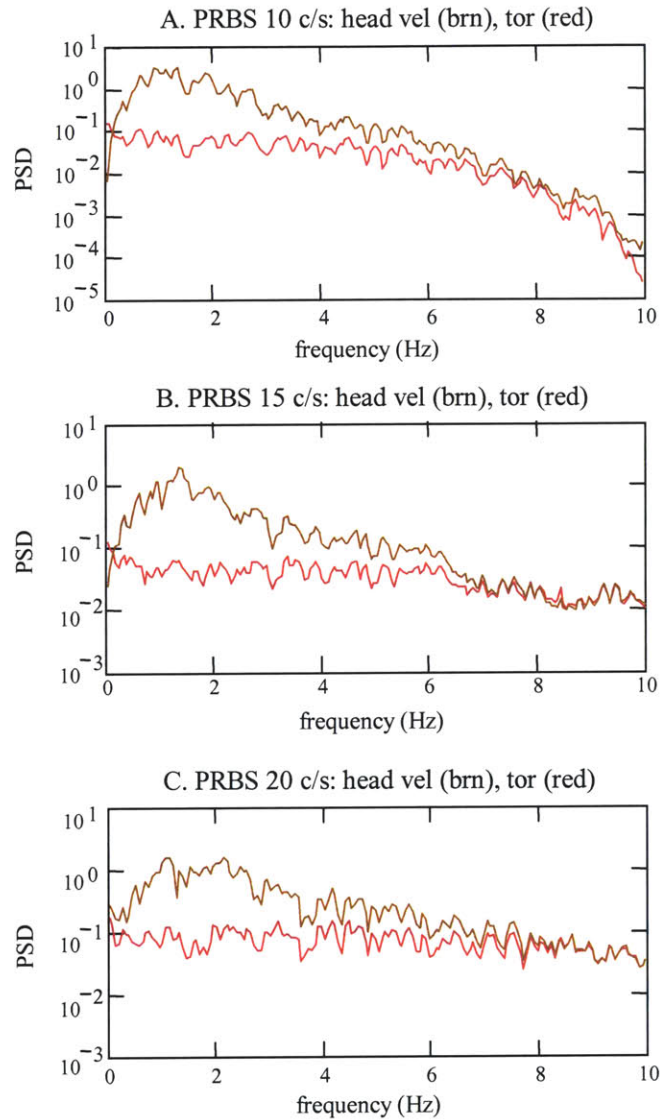 A. PRBS 10 c/s: head vel (brn), tor (red)
10^1
10^0
10^−1
10^−2
10^−3
10^−4
10^−5
PSD
0 2 4 6 8 10
frequency (Hz)
B. PRBS 15 c/s: head vel (brn), tor (red)
10^1
10^0
10^−1
10^−2
10^−3
PSD
0 2 4 6 8 10
frequency (Hz)
C. PRBS 20 c/s: head vel (brn), tor (red)
10^1
10^0
10^−1
10^−2
10^−3
PSD
0 2 4 6 8 10
frequency (Hz)